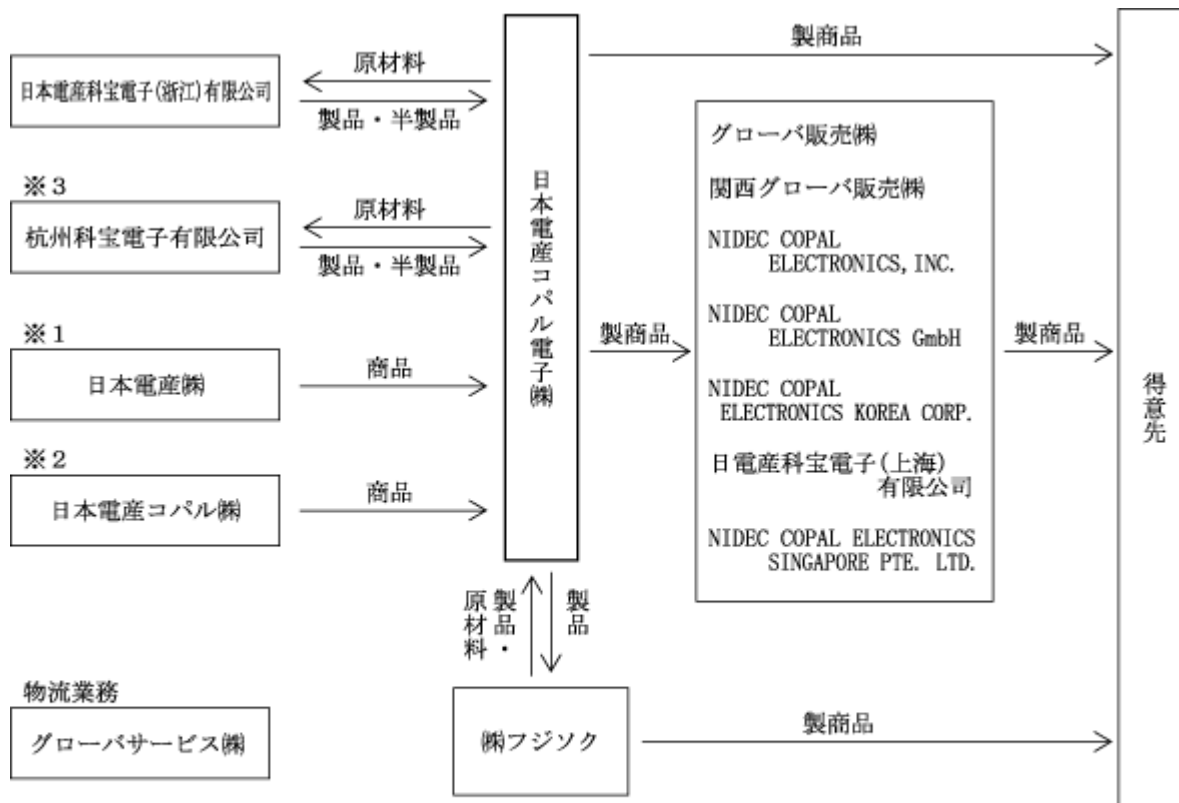 日本電産科宝電子(浙江)有限公司
原材料
製品・半製品
※3
杭州科宝電子有限公司
原材料
製品・半製品
※1
日本電産㈱
商品
※2
日本電産コパル㈱
商品
日本電産コパル電子㈱
製商品
製商品
グローバ販売㈱
関西グローバ販売㈱
NIDEC COPAL
ELECTRONICS, INC.
NIDEC COPAL
ELECTRONICS GmbH
NIDEC COPAL
ELECTRONICS KOREA CORP.
日電産科宝電子(上海)
有限公司
NIDEC COPAL ELECTRONICS
SINGAPORE PTE. LTD.
製商品
得意先
製品・
原材料
製品
物流業務
グローバサービス㈱
㈱フジソク
製商品